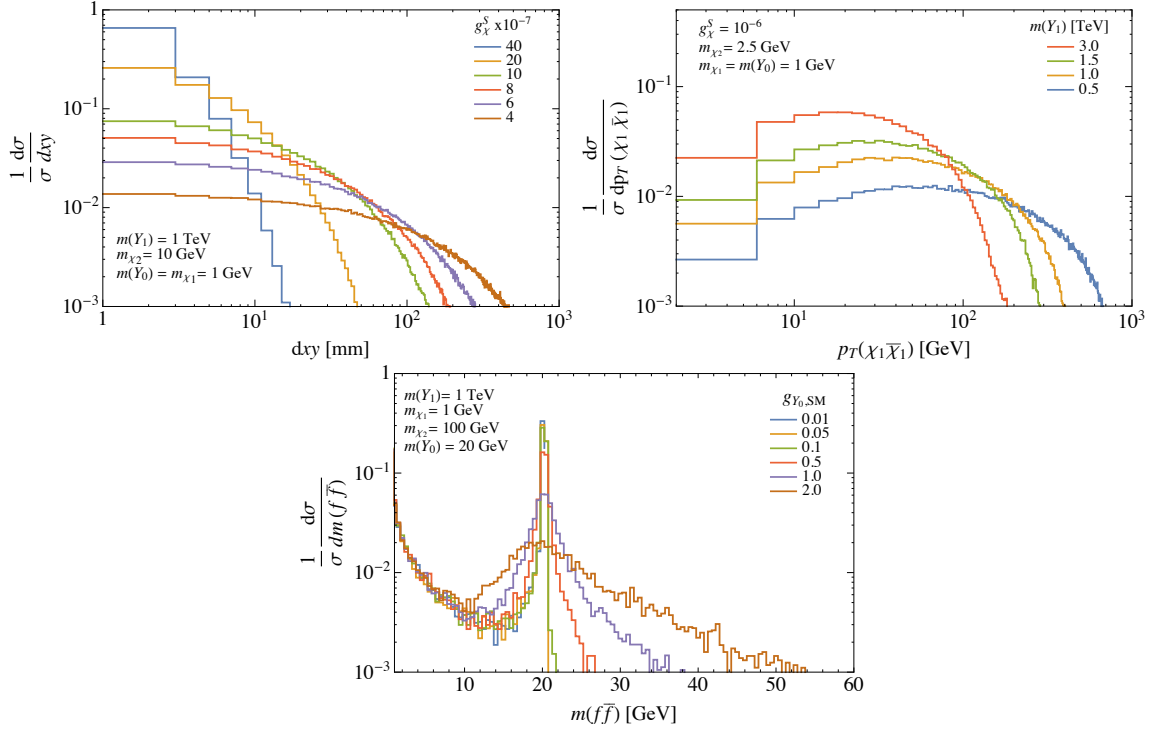 g_χ^S x10^-7
40
20
10
8
6
4
m(Y_1) = 1 TeV
m_χ2 = 10 GeV
m(Y_0) = m_χ1 = 1 GeV
1
10^-1
10^-2
10^-3
1/σ dσ/dxy
1
10^1
10^2
10^3
dxy [mm]
g_χ^S = 10^-6
m_χ2 = 2.5 GeV
m_χ1 = m(Y_0) = 1 GeV
m(Y_1) [TeV]
3.0
1.5
1.0
0.5
1
10^-1
10^-2
10^-3
1/σ dσ/dp_T(χ_1 χ̄_1)
10^1
10^2
10^3
p_T(χ_1χ̄_1) [GeV]
m(Y_1) = 1 TeV
m_χ1 = 1 GeV
m_χ2 = 100 GeV
m(Y_0) = 20 GeV
g_Y0,SM
0.01
0.05
0.1
0.5
1.0
2.0
1
10^-1
10^-2
10^-3
1/σ dσ/dm(f f̄)
10
20
30
40
50
60
m(f f̄) [GeV]